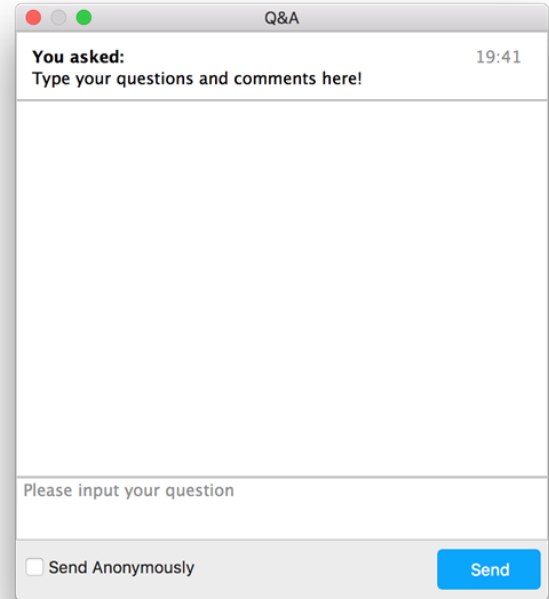 Q&A
You asked: 19:41
Type your questions and comments here!
Please input your question
Send Anonymously Send